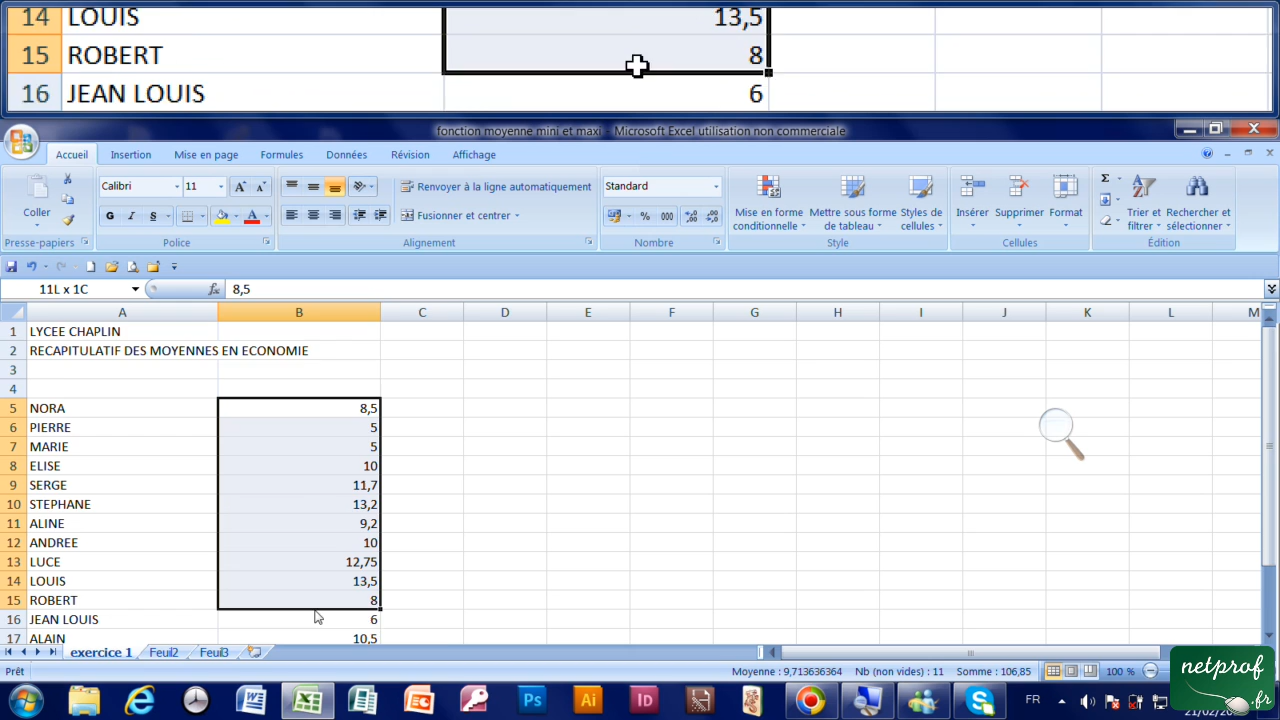 14 LOUIS 13,5
15 ROBERT 8
16 JEAN LOUIS 6
fonction moyenne mini et maxi - Microsoft Excel utilisation non commerciale
Accueil Insertion Mise en page Formules Données Révision Affichage
Calibri 11 Renvoyer à la ligne automatiquement Standard
Coller G I S Fusionner et centrer % 000
Mise en forme conditionnelle Mettre sous forme de tableau Styles de cellules Insérer Supprimer Format Trier et filtrer Rechercher et sélectionner
Presse-papiers Police Alignement Nombre Style Cellules Édition
11L x 1C fx 8,5
A B C D E F G H I J K L M
1 LYCEE CHAPLIN
2 RECAPITULATIF DES MOYENNES EN ECONOMIE
3
4
5 NORA 8,5
6 PIERRE 5
7 MARIE 5
8 ELISE 10
9 SERGE 11,7
10 STEPHANE 13,2
11 ALINE 9,2
12 ANDREE 10
13 LUCE 12,75
14 LOUIS 13,5
15 ROBERT 8
16 JEAN LOUIS 6
17 ALAIN 10,5
exercice 1 Feuil2 Feuil3
Prêt Moyenne : 9,713636364 Nb (non vides) : 11 Somme : 106,85 100 %
netprof
.fr
Ps Ai Id FR